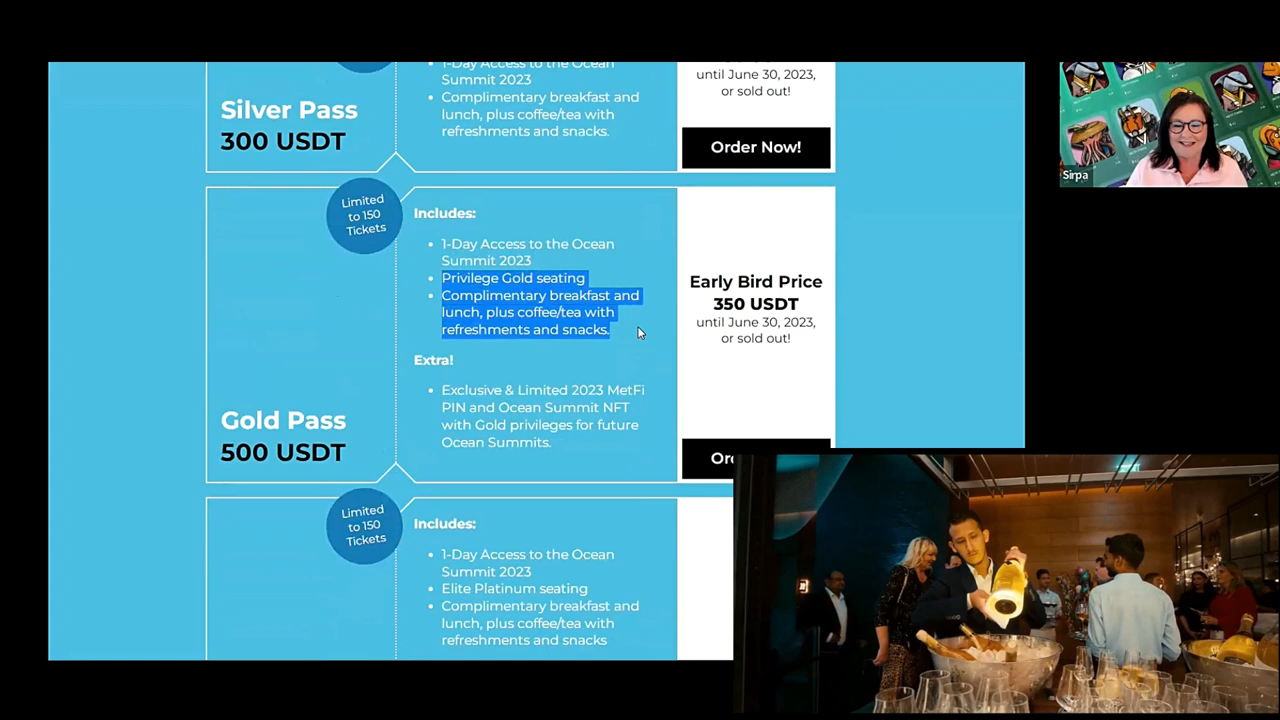 1-Day Access to the Ocean
Summit 2023
Complimentary breakfast and
lunch, plus coffee/tea with
refreshments and snacks.
Silver Pass
300 USDT
until June 30, 2023,
or sold out!
Order Now!
Limited
to 150
Tickets
Includes:
1-Day Access to the Ocean
Summit 2023
Privilege Gold seating
Complimentary breakfast and
lunch, plus coffee/tea with
refreshments and snacks.
Extra!
Exclusive & Limited 2023 MetFi
PIN and Ocean Summit NFT
with Gold privileges for future
Ocean Summits.
Gold Pass
500 USDT
Early Bird Price
350 USDT
until June 30, 2023,
or sold out!
Limited
to 150
Tickets
Includes:
1-Day Access to the Ocean
Summit 2023
Elite Platinum seating
Complimentary breakfast and
lunch, plus coffee/tea with
refreshments and snacks
Sirpa